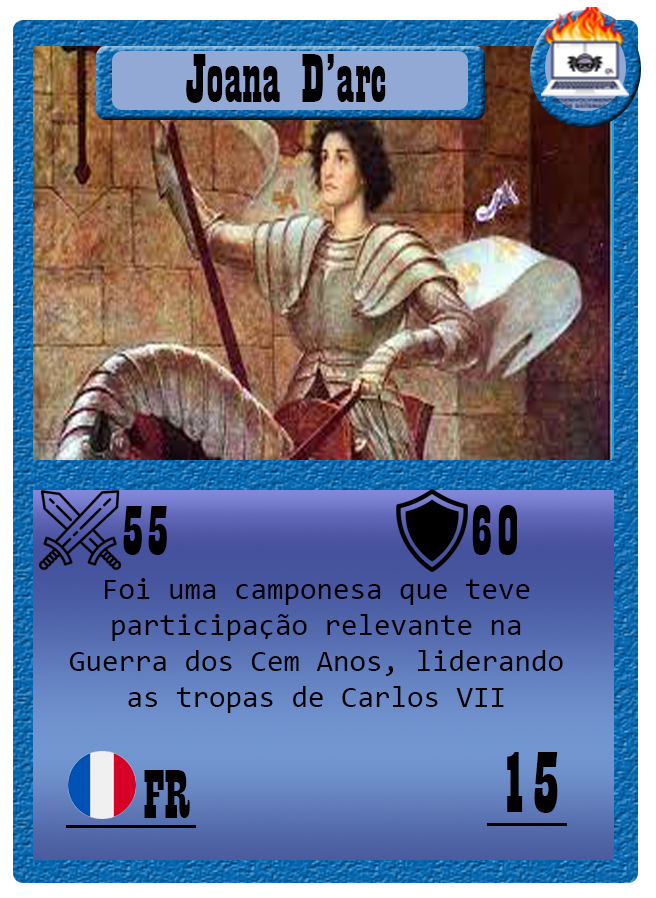 Joana D’arc
55
60
Foi uma camponesa que teve
participação relevante na
Guerra dos Cem Anos, liderando
as tropas de Carlos VII
FR
15